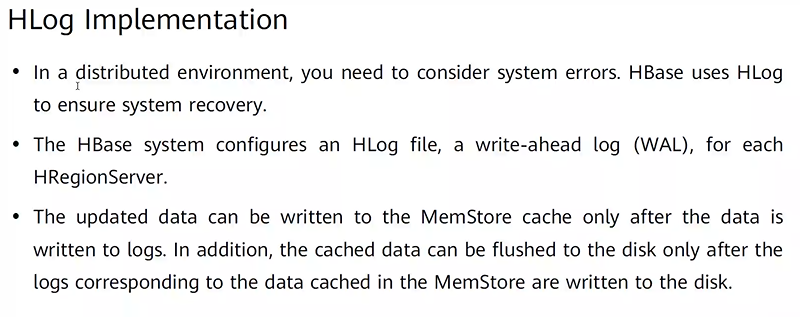 HLog Implementation
• In a distributed environment, you need to consider system errors. HBase uses HLog
to ensure system recovery.
• The HBase system configures an HLog file, a write-ahead log (WAL), for each
HRegionServer.
• The updated data can be written to the MemStore cache only after the data is
written to logs. In addition, the cached data can be flushed to the disk only after the
logs corresponding to the data cached in the MemStore are written to the disk.